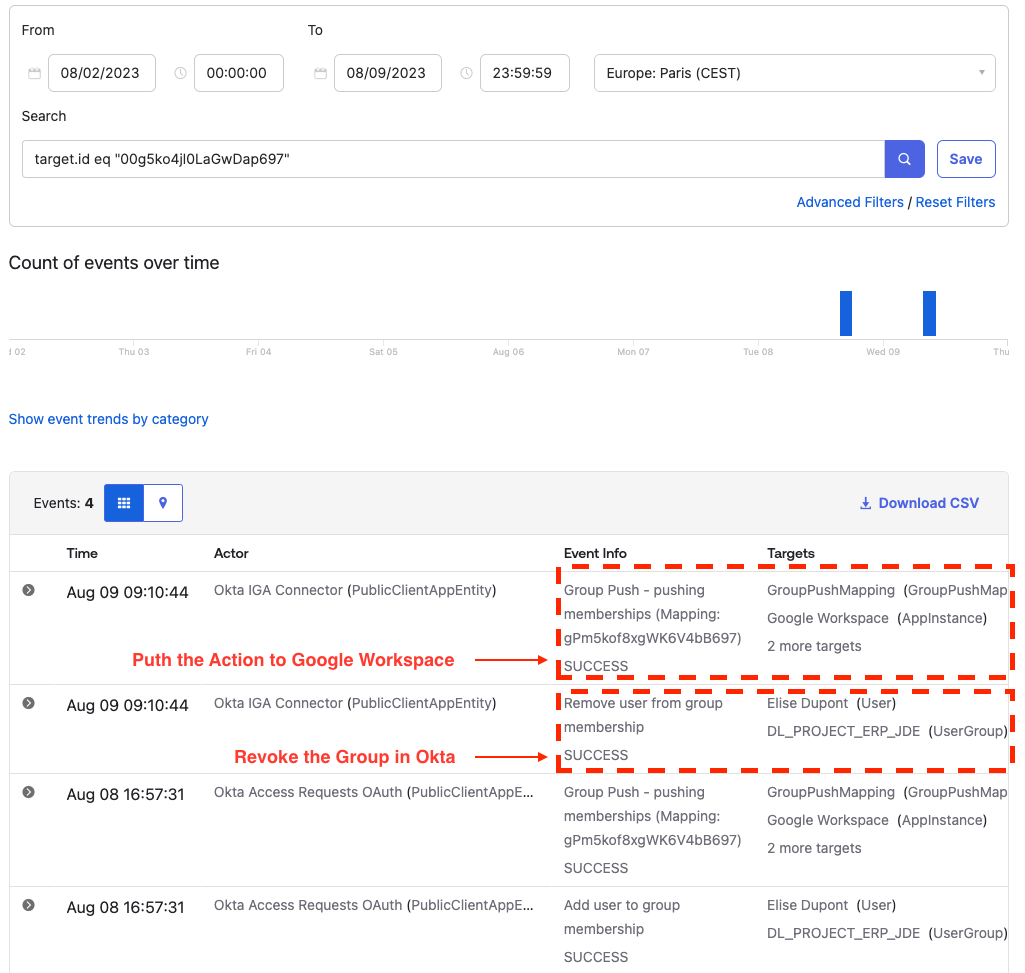 From
To
08/02/2023
00:00:00
08/09/2023
23:59:59
Europe: Paris (CEST)
Search
target.id eq "00g5ko4jl0LaGwDap697"
Save
Advanced Filters / Reset Filters
Count of events over time
d 02
Thu 03
Fri 04
Sat 05
Aug 06
Mon 07
Tue 08
Wed 09
Thu
Show event trends by category
Events: 4
Download CSV
Time
Actor
Event Info
Targets
Aug 09 09:10:44
Okta IGA Connector (PublicClientAppEntity)
Group Push - pushing
memberships (Mapping:
gPm5kof8xgWK6V4bB697)
SUCCESS
GroupPushMapping (GroupPushMap
Google Workspace (AppInstance)
2 more targets
Puth the Action to Google Workspace
Aug 09 09:10:44
Okta IGA Connector (PublicClientAppEntity)
Remove user from group
membership
SUCCESS
Elise Dupont (User)
DL_PROJECT_ERP_JDE (UserGroup)
Revoke the Group in Okta
Aug 08 16:57:31
Okta Access Requests OAuth (PublicClientAppE...
Group Push - pushing
memberships (Mapping:
gPm5kof8xgWK6V4bB697)
SUCCESS
GroupPushMapping (GroupPushMap
Google Workspace (AppInstance)
2 more targets
Aug 08 16:57:31
Okta Access Requests OAuth (PublicClientAppE...
Add user to group
membership
SUCCESS
Elise Dupont (User)
DL_PROJECT_ERP_JDE (UserGroup)